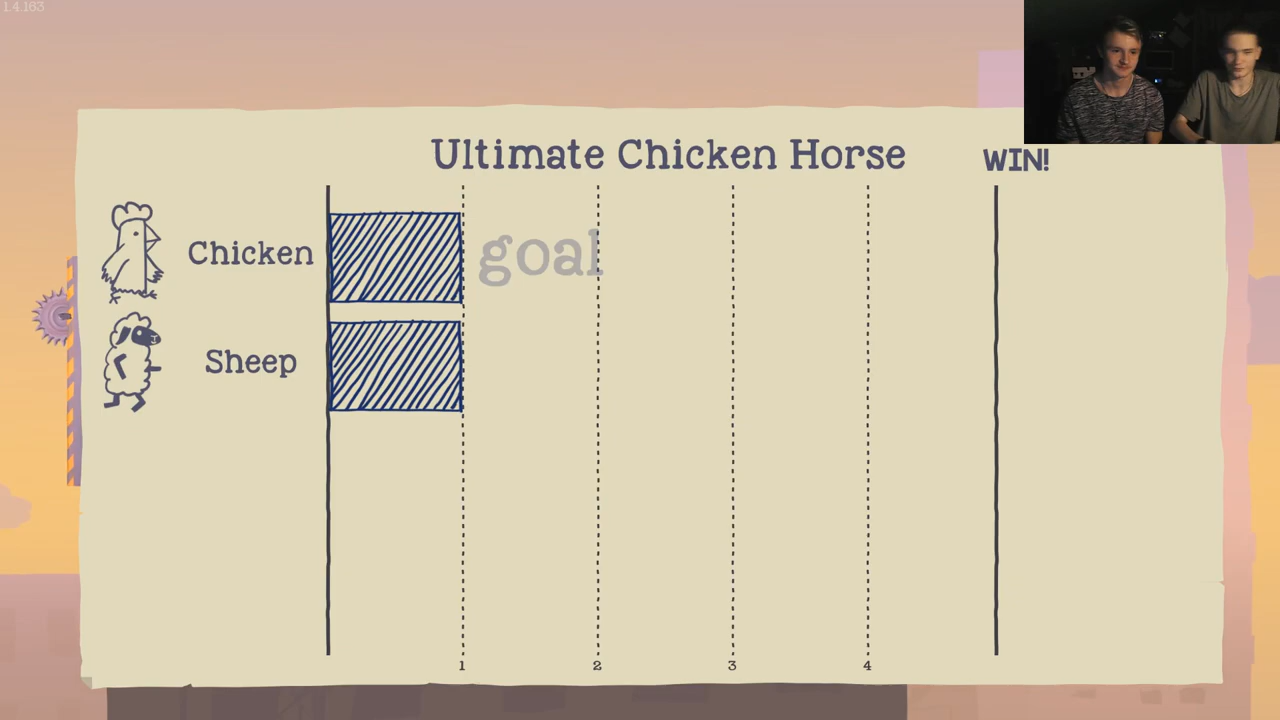 1.4.163
Ultimate Chicken Horse
WIN!
Chicken
goal
Sheep
1 2 3 4